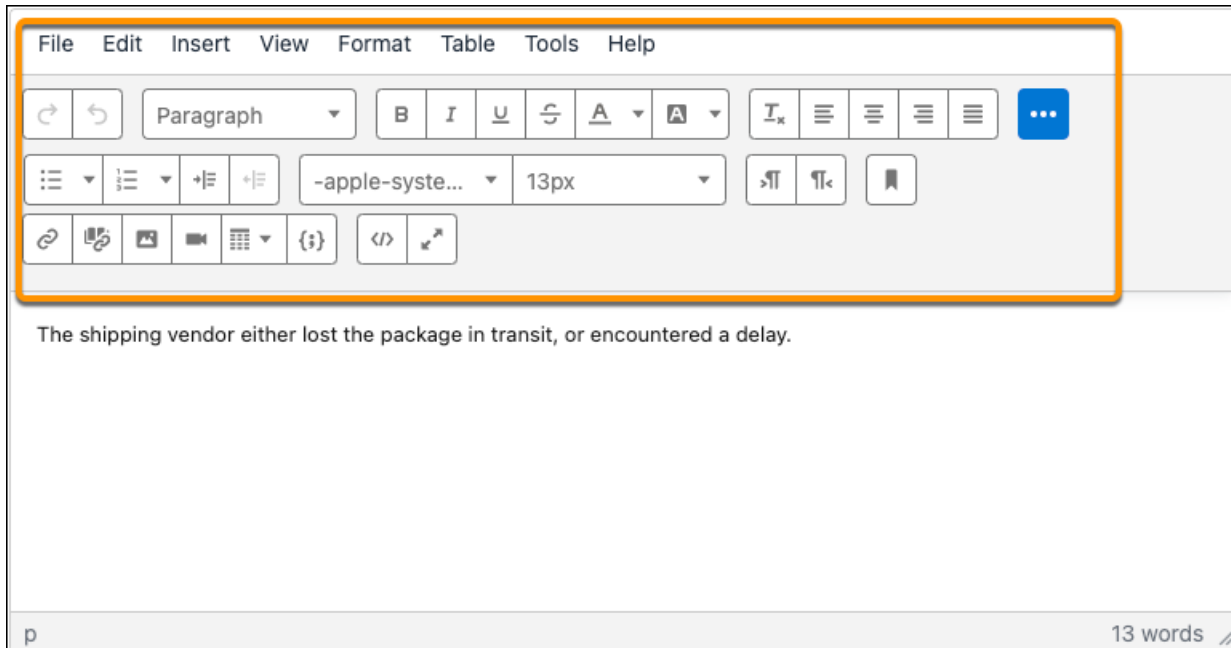 File Edit Insert View Format Table Tools Help
Paragraph B I U S A A Tx
-apple-syste... 13px
The shipping vendor either lost the package in transit, or encountered a delay.
p 13 words